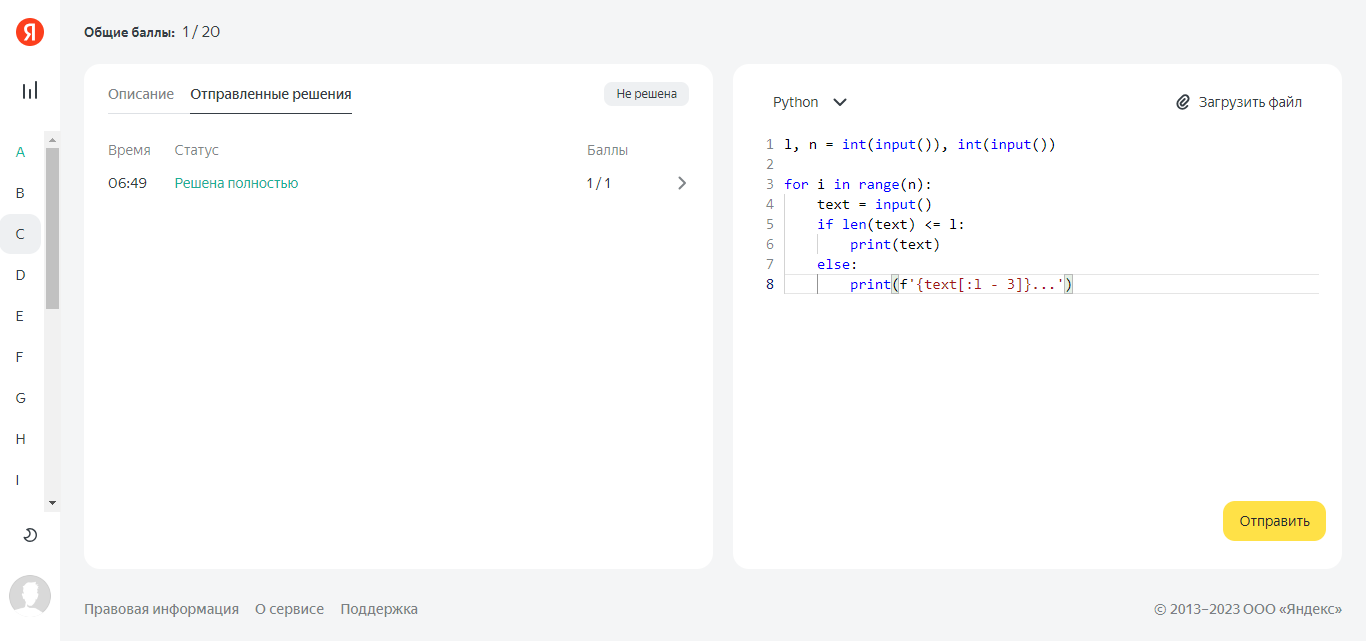 Я
Общие баллы: 1 / 20
A
B
C
D
E
F
G
H
I
Описание Отправленные решения Не решена
Время Статус Баллы
06:49 Решена полностью 1 / 1
Python Загрузить файл
1 l, n = int(input()), int(input())
2
3 for i in range(n):
4 text = input()
5 if len(text) <= l:
6 print(text)
7 else:
8 print(f'{text[:l - 3]}...')
Отправить
Правовая информация О сервисе Поддержка © 2013–2023 ООО «Яндекс»